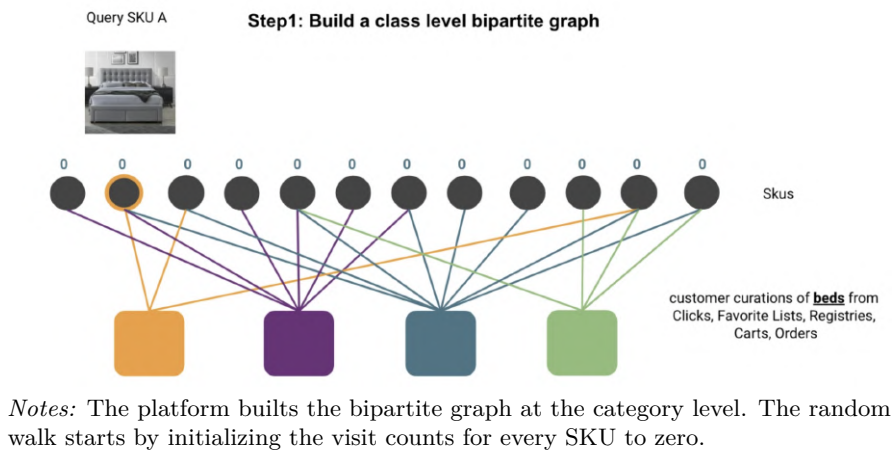 Query SKU A
Step1: Build a class level bipartite graph
0 0 0 0 0 0 0 0 0 0 0 0
Skus
customer curations of beds from
Clicks, Favorite Lists, Registries,
Carts, Orders
Notes: The platform builts the bipartite graph at the category level. The random
walk starts by initializing the visit counts for every SKU to zero.